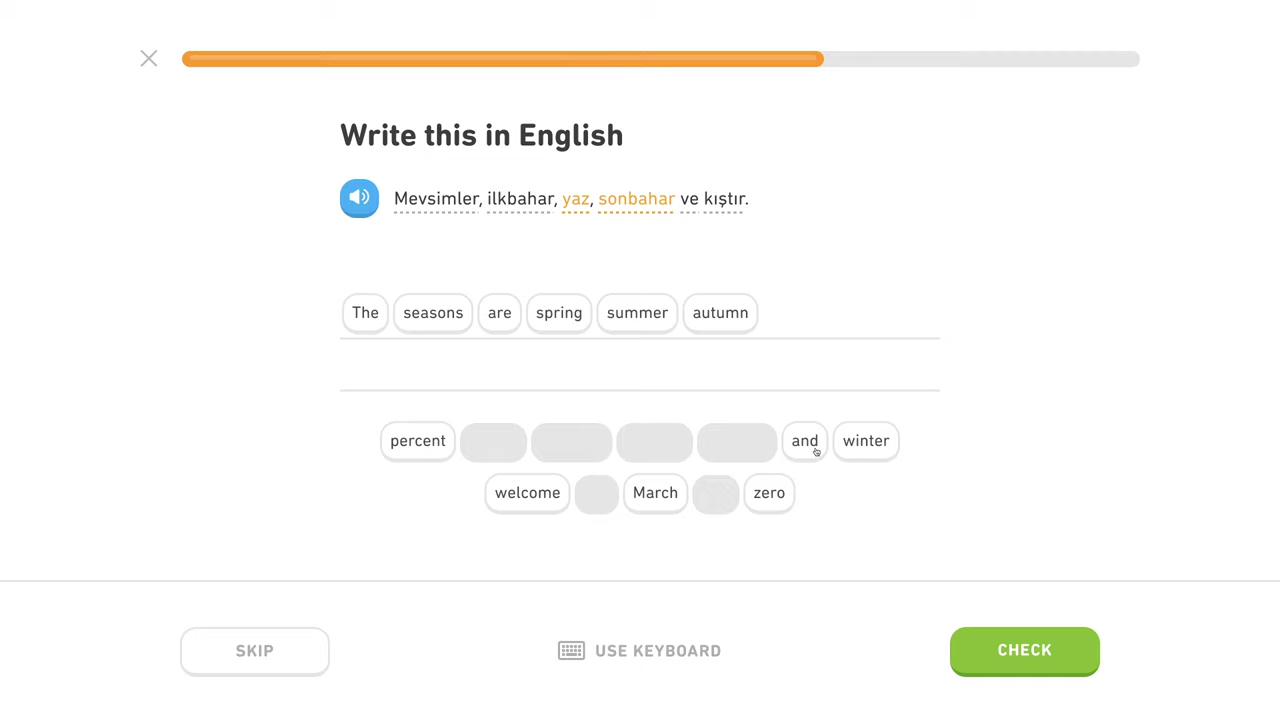 Write this in English
Mevsimler, ilkbahar, yaz, sonbahar ve kıştır.
The seasons are spring summer autumn
percent and winter
welcome March zero
SKIP USE KEYBOARD CHECK